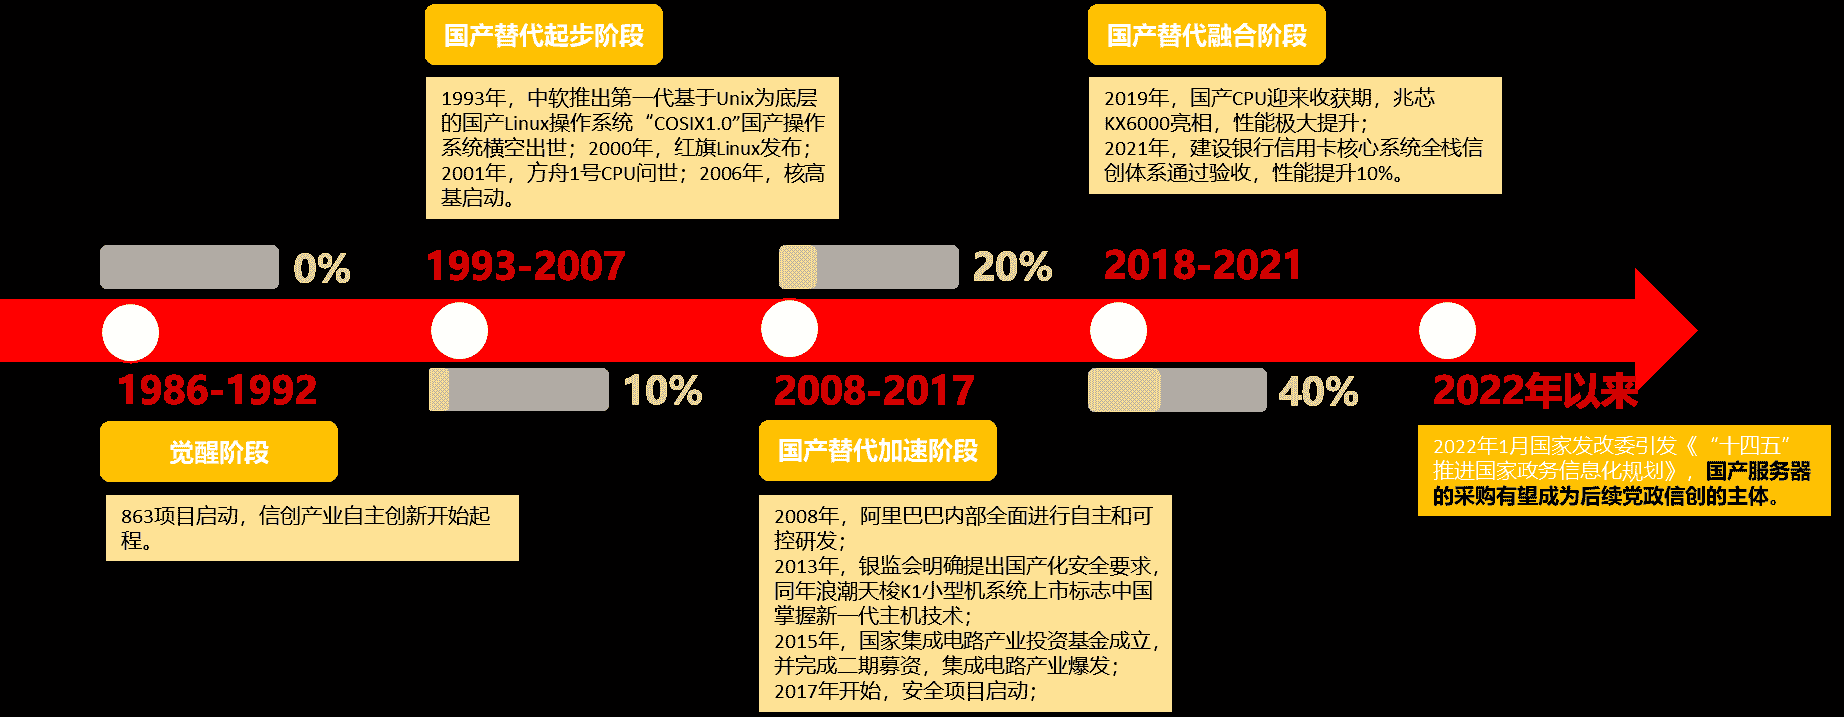 国产替代起步阶段
1993年，中软推出第一代基于Unix为底层
的国产Linux操作系统“COSIX1.0”国产操作
系统横空出世；2000年，红旗Linux发布；
2001年，方舟1号CPU问世；2006年，核高
基启动。
国产替代融合阶段
2019年，国产CPU迎来收获期，兆芯
KX6000亮相，性能极大提升；
2021年，建设银行信用卡核心系统全栈信
创体系通过验收，性能提升10%。
0%
1993-2007
20%
2018-2021
1986-1992
10%
2008-2017
40%
2022年以来
觉醒阶段
863项目启动，信创产业自主创新开始起
程。
国产替代加速阶段
2008年，阿里巴巴内部全面进行自主和可
控研发；
2013年，银监会明确提出国产化安全要求，
同年浪潮天梭K1小型机系统上市标志中国
掌握新一代主机技术；
2015年，国家集成电路产业投资基金成立，
并完成二期募资，集成电路产业爆发；
2017年开始，安全项目启动；
2022年1月国家发改委引发《“十四五”
推进国家政务信息化规划》，国产服务器
的采购有望成为后续党政信创的主体。